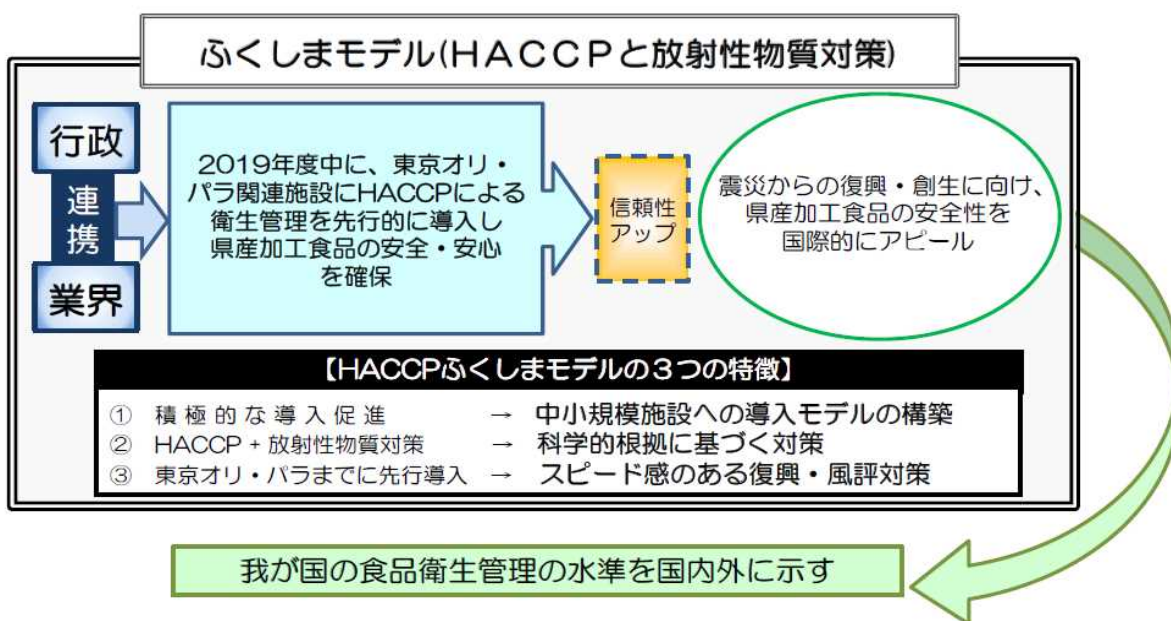 ふくしまモデル(HACCPと放射性物質対策)
行政
連携
業界
2019年度中に、東京オリ・
パラ関連施設にHACCPによる
衛生管理を先行的に導入し
県産加工食品の安全・安心
を確保
信頼性
アップ
震災からの復興・創生に向け、
県産加工食品の安全性を
国際的にアピール
【HACCPふくしまモデルの3つの特徴】
① 積極的な導入促進 → 中小規模施設への導入モデルの構築
② HACCP + 放射性物質対策 → 科学的根拠に基づく対策
③ 東京オリ・パラまでに先行導入 → スピード感のある復興・風評対策
我が国の食品衛生管理の水準を国内外に示す